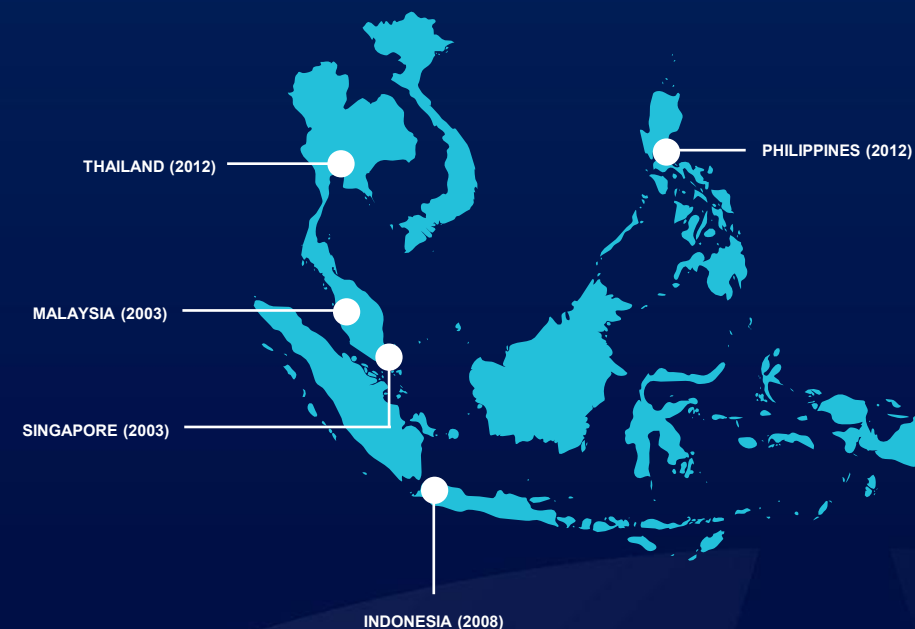 THAILAND (2012)
PHILIPPINES (2012)
MALAYSIA (2003)
SINGAPORE (2003)
INDONESIA (2008)